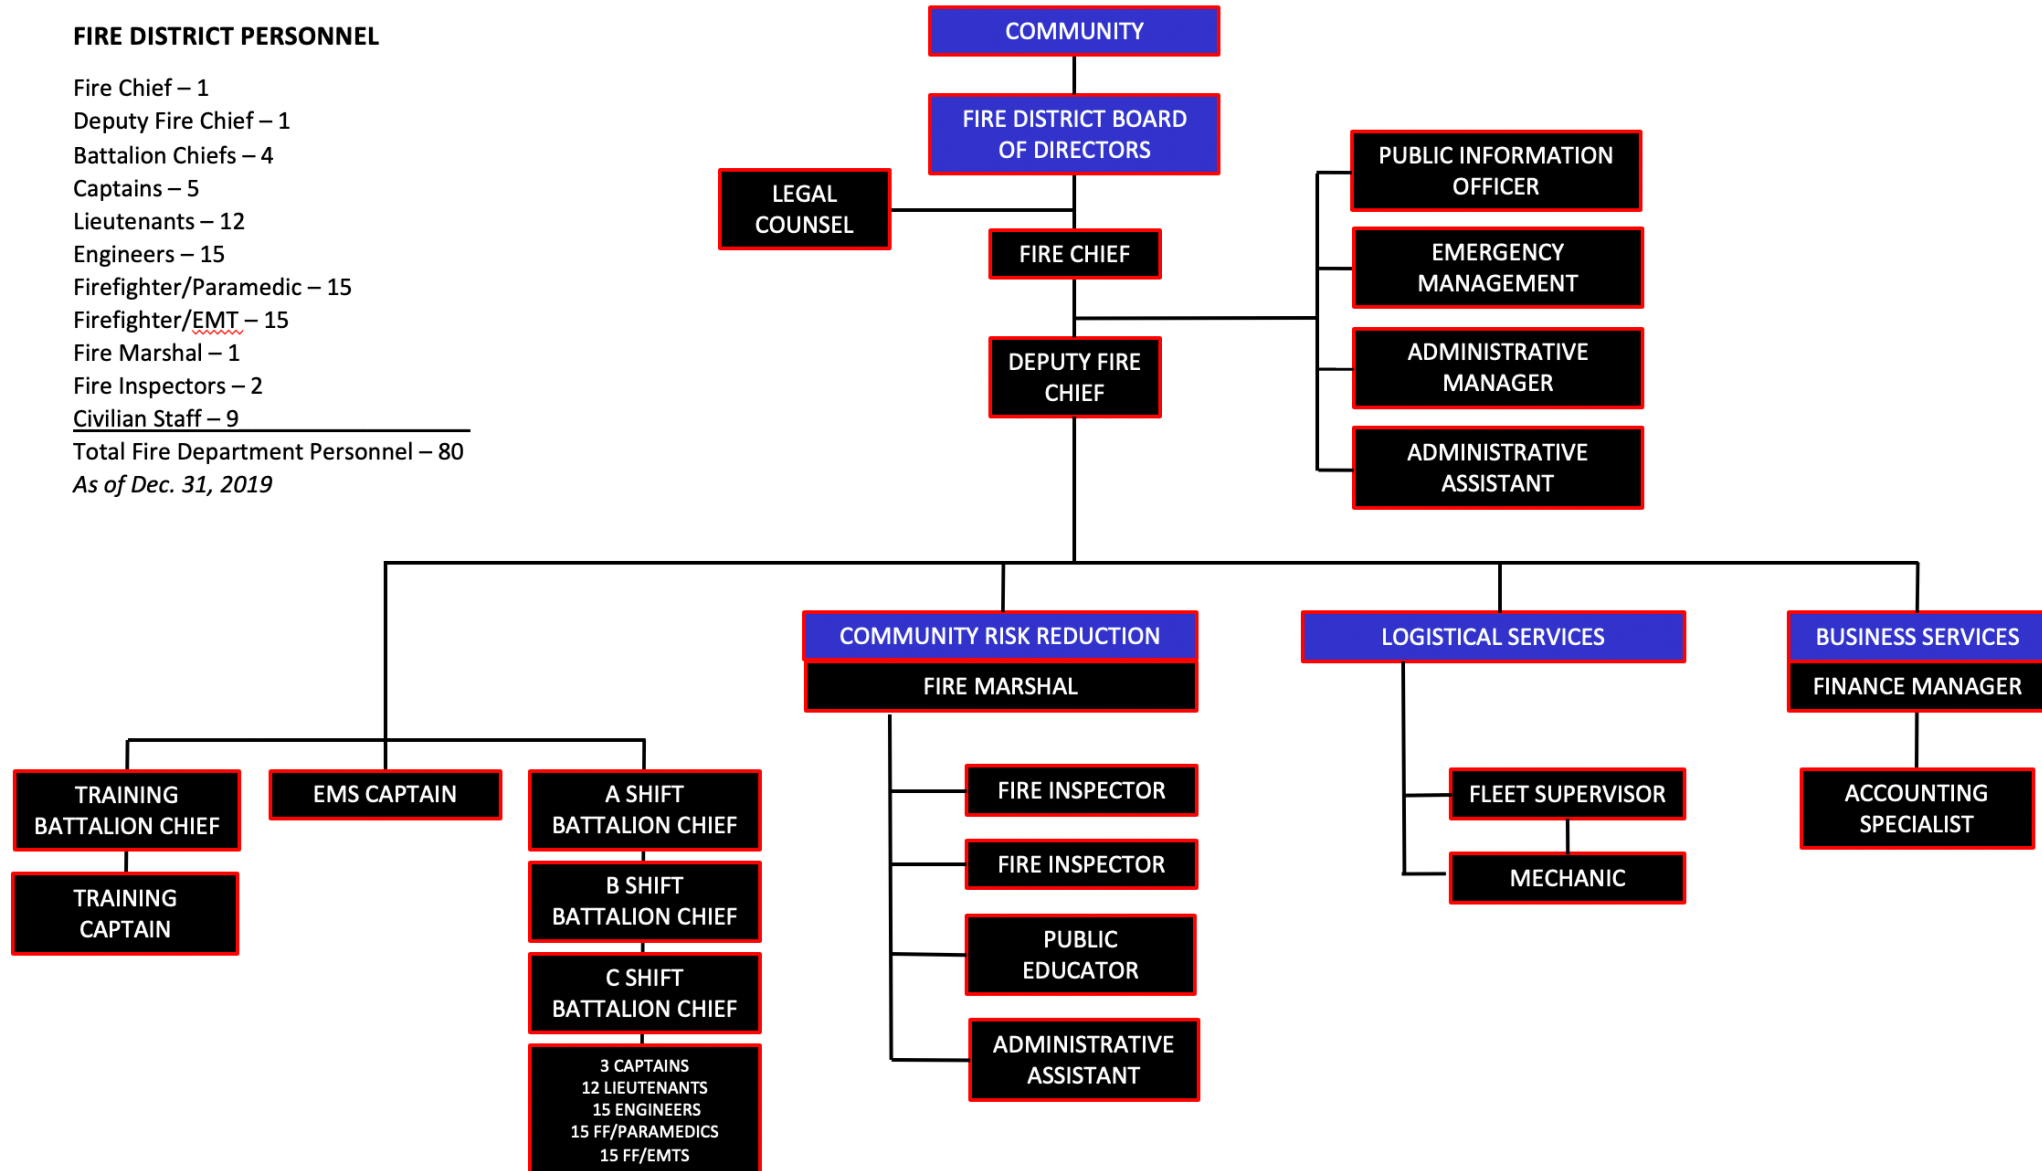 FIRE DISTRICT PERSONNEL
Fire Chief – 1
Deputy Fire Chief – 1
Battalion Chiefs – 4
Captains – 5
Lieutenants – 12
Engineers – 15
Firefighter/Paramedic – 15
Firefighter/EMT – 15
Fire Marshal – 1
Fire Inspectors – 2
Civilian Staff – 9
Total Fire Department Personnel – 80
As of Dec. 31, 2019
COMMUNITY
FIRE DISTRICT BOARD
OF DIRECTORS
LEGAL
COUNSEL
FIRE CHIEF
PUBLIC INFORMATION
OFFICER
EMERGENCY
MANAGEMENT
ADMINISTRATIVE
MANAGER
ADMINISTRATIVE
ASSISTANT
DEPUTY FIRE
CHIEF
TRAINING
BATTALION CHIEF
TRAINING
CAPTAIN
EMS CAPTAIN
A SHIFT
BATTALION CHIEF
B SHIFT
BATTALION CHIEF
C SHIFT
BATTALION CHIEF
3 CAPTAINS
12 LIEUTENANTS
15 ENGINEERS
15 FF/PARAMEDICS
15 FF/EMTS
COMMUNITY RISK REDUCTION
FIRE MARSHAL
FIRE INSPECTOR
FIRE INSPECTOR
PUBLIC
EDUCATOR
ADMINISTRATIVE
ASSISTANT
LOGISTICAL SERVICES
FLEET SUPERVISOR
MECHANIC
BUSINESS SERVICES
FINANCE MANAGER
ACCOUNTING
SPECIALIST